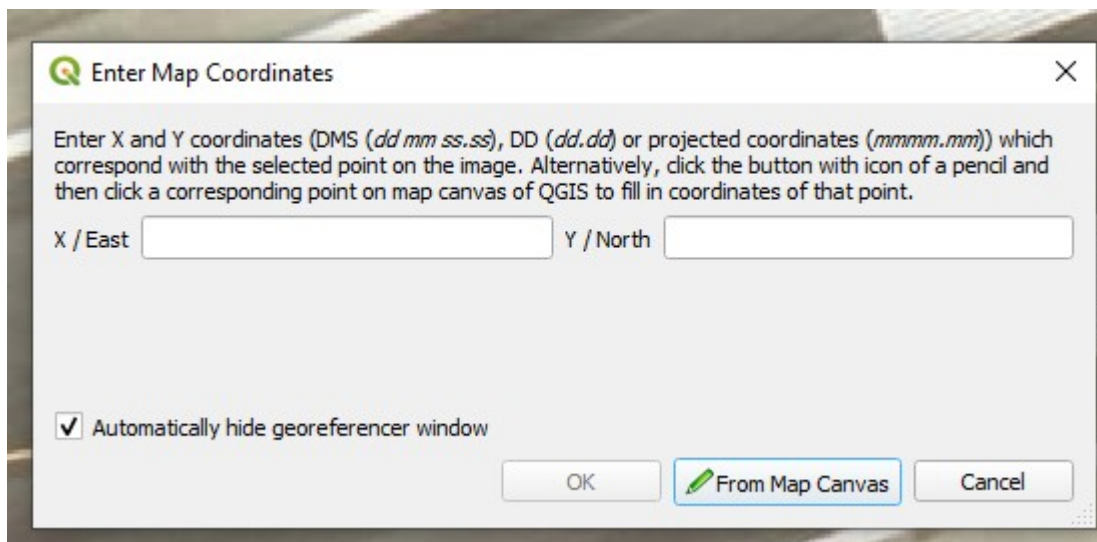 Enter Map Coordinates
Enter X and Y coordinates (DMS (dd mm ss.ss), DD (dd.dd) or projected coordinates (mmmm.mm)) which
correspond with the selected point on the image. Alternatively, click the button with icon of a pencil and
then click a corresponding point on map canvas of QGIS to fill in coordinates of that point.
X / East Y / North
Automatically hide georeferencer window
OK From Map Canvas Cancel